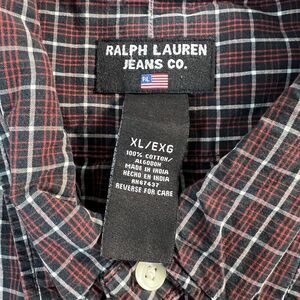 RALPH LAUREN
JEANS CO.
RL
XL/EXG
100% COTTON/
ALGODON
MADE IN INDIA
HECHO EN INDIA
RN67437
REVERSE FOR CARE